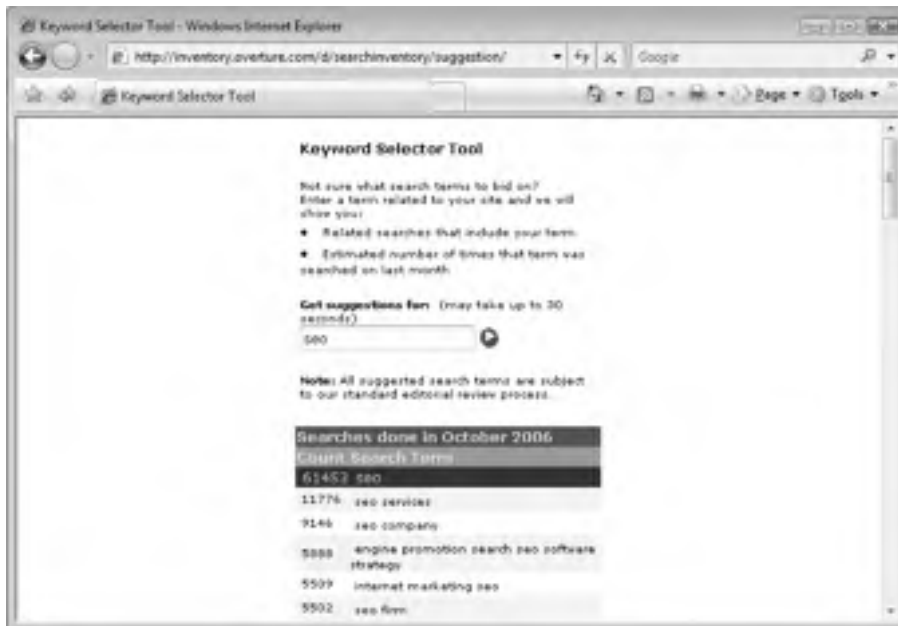 Keyword Selector Tool - Windows Internet Explorer
http://inventory.overture.com/d/searchinventory/suggestion/
Google
Keyword Selector Tool
Page
Tools
Keyword Selector Tool
Not sure what search terms to bid on?
Enter a term related to your site and we will
show you:
• Related searches that include your term
• Estimated number of times that term was
searched on last month
Get suggestions for: (may take up to 30
seconds)
seo
Note: All suggested search terms are subject
to our standard editorial review process.
Searches done in October 2006
Count Search Term
61453 seo
11776 seo services
9146 seo company
5888 engine promotion search seo software
strategy
5509 internet marketing seo
5502 seo firm